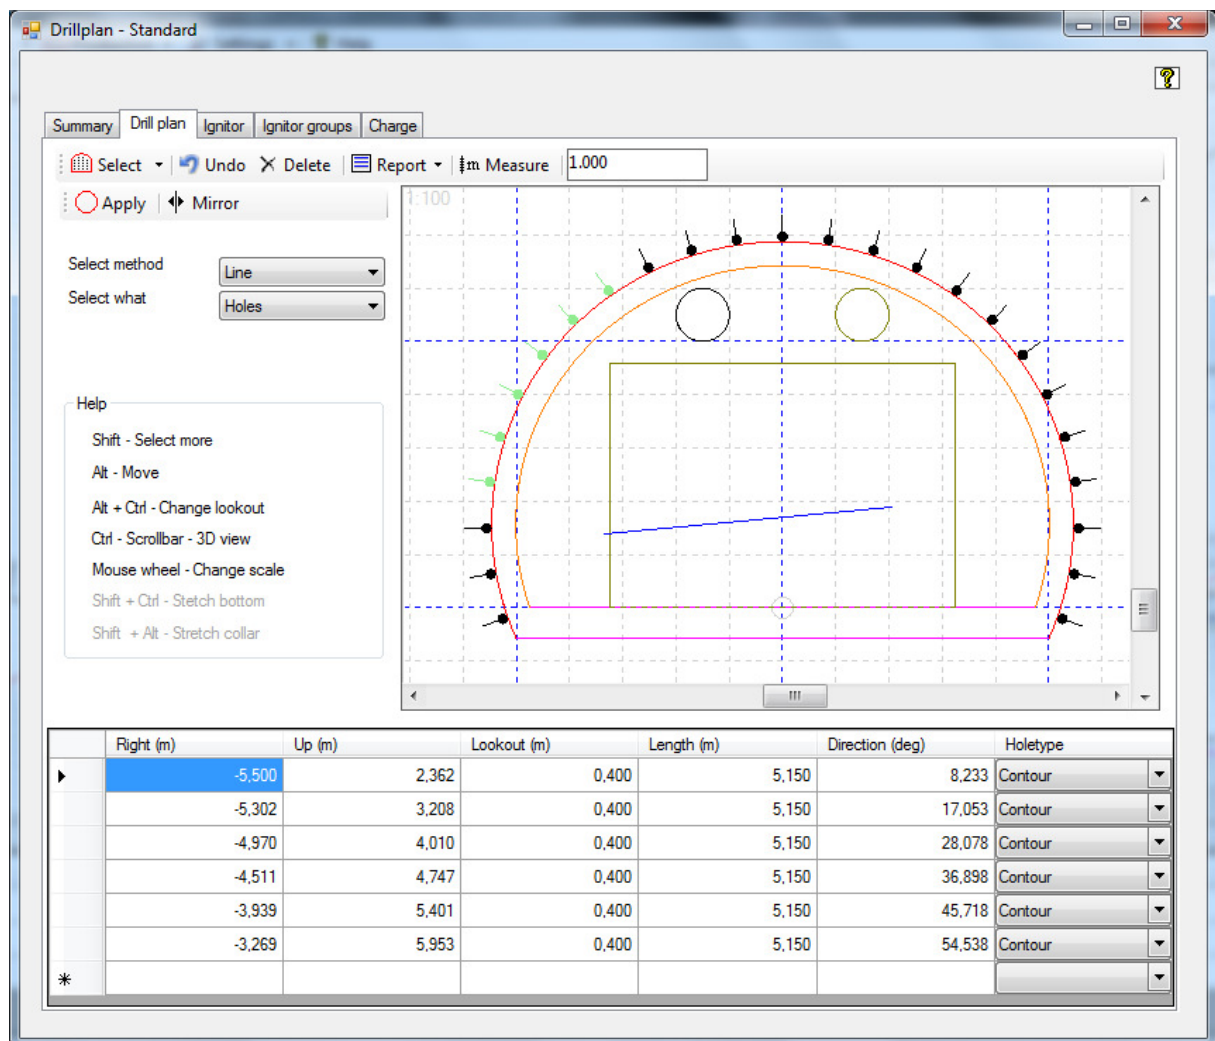 Drillplan - Standard
Summary Drill plan Ignitor Ignitor groups Charge
Select Undo Delete Report m Measure 1.000
Apply Mirror
1:100
Select method Line
Select what Holes
Help
Shift - Select more
Alt - Move
Alt + Ctrl - Change lookout
Ctrl - Scrollbar - 3D view
Mouse wheel - Change scale
Shift + Ctrl - Stetch bottom
Shift + Alt - Stretch collar
Right (m) Up (m) Lookout (m) Length (m) Direction (deg) Holetype
-5,500 2,362 0,400 5,150 8,233 Contour
-5,302 3,208 0,400 5,150 17,053 Contour
-4,970 4,010 0,400 5,150 28,078 Contour
-4,511 4,747 0,400 5,150 36,898 Contour
-3,939 5,401 0,400 5,150 45,718 Contour
-3,269 5,953 0,400 5,150 54,538 Contour